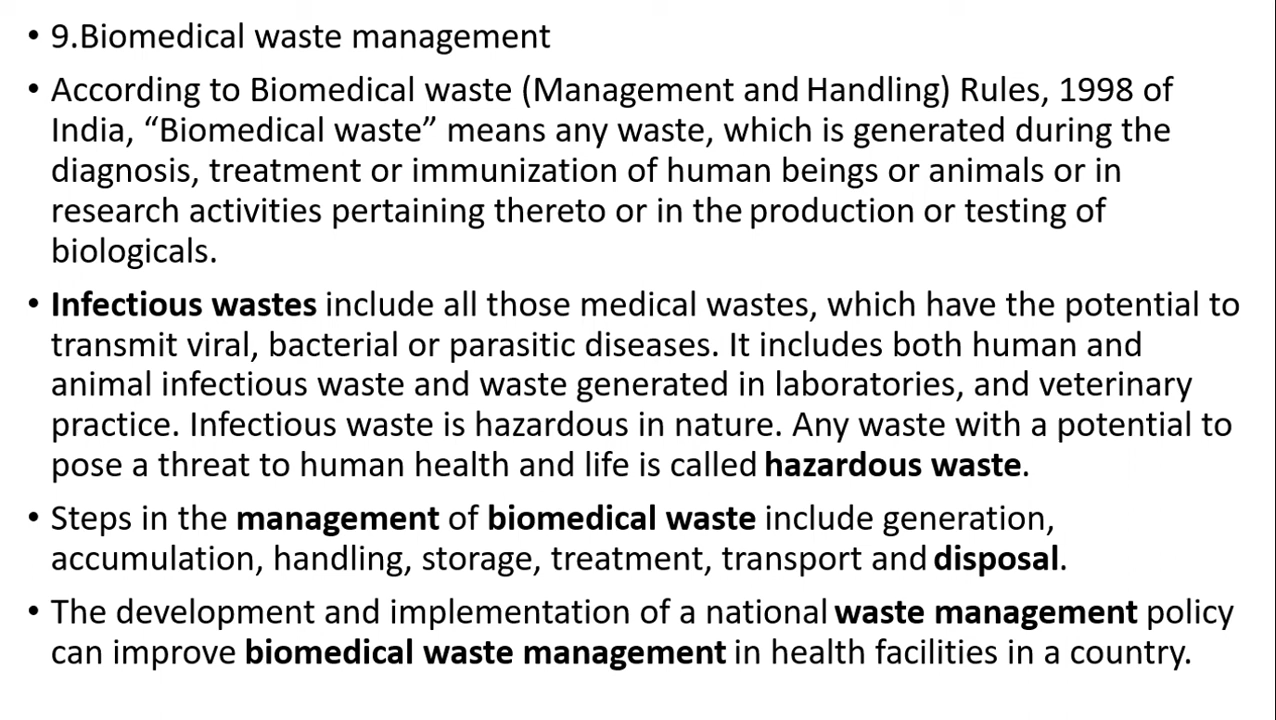 • 9.Biomedical waste management
• According to Biomedical waste (Management and Handling) Rules, 1998 of
India, “Biomedical waste” means any waste, which is generated during the
diagnosis, treatment or immunization of human beings or animals or in
research activities pertaining thereto or in the production or testing of
biologicals.
• Infectious wastes include all those medical wastes, which have the potential to
transmit viral, bacterial or parasitic diseases. It includes both human and
animal infectious waste and waste generated in laboratories, and veterinary
practice. Infectious waste is hazardous in nature. Any waste with a potential to
pose a threat to human health and life is called hazardous waste.
• Steps in the management of biomedical waste include generation,
accumulation, handling, storage, treatment, transport and disposal.
• The development and implementation of a national waste management policy
can improve biomedical waste management in health facilities in a country.